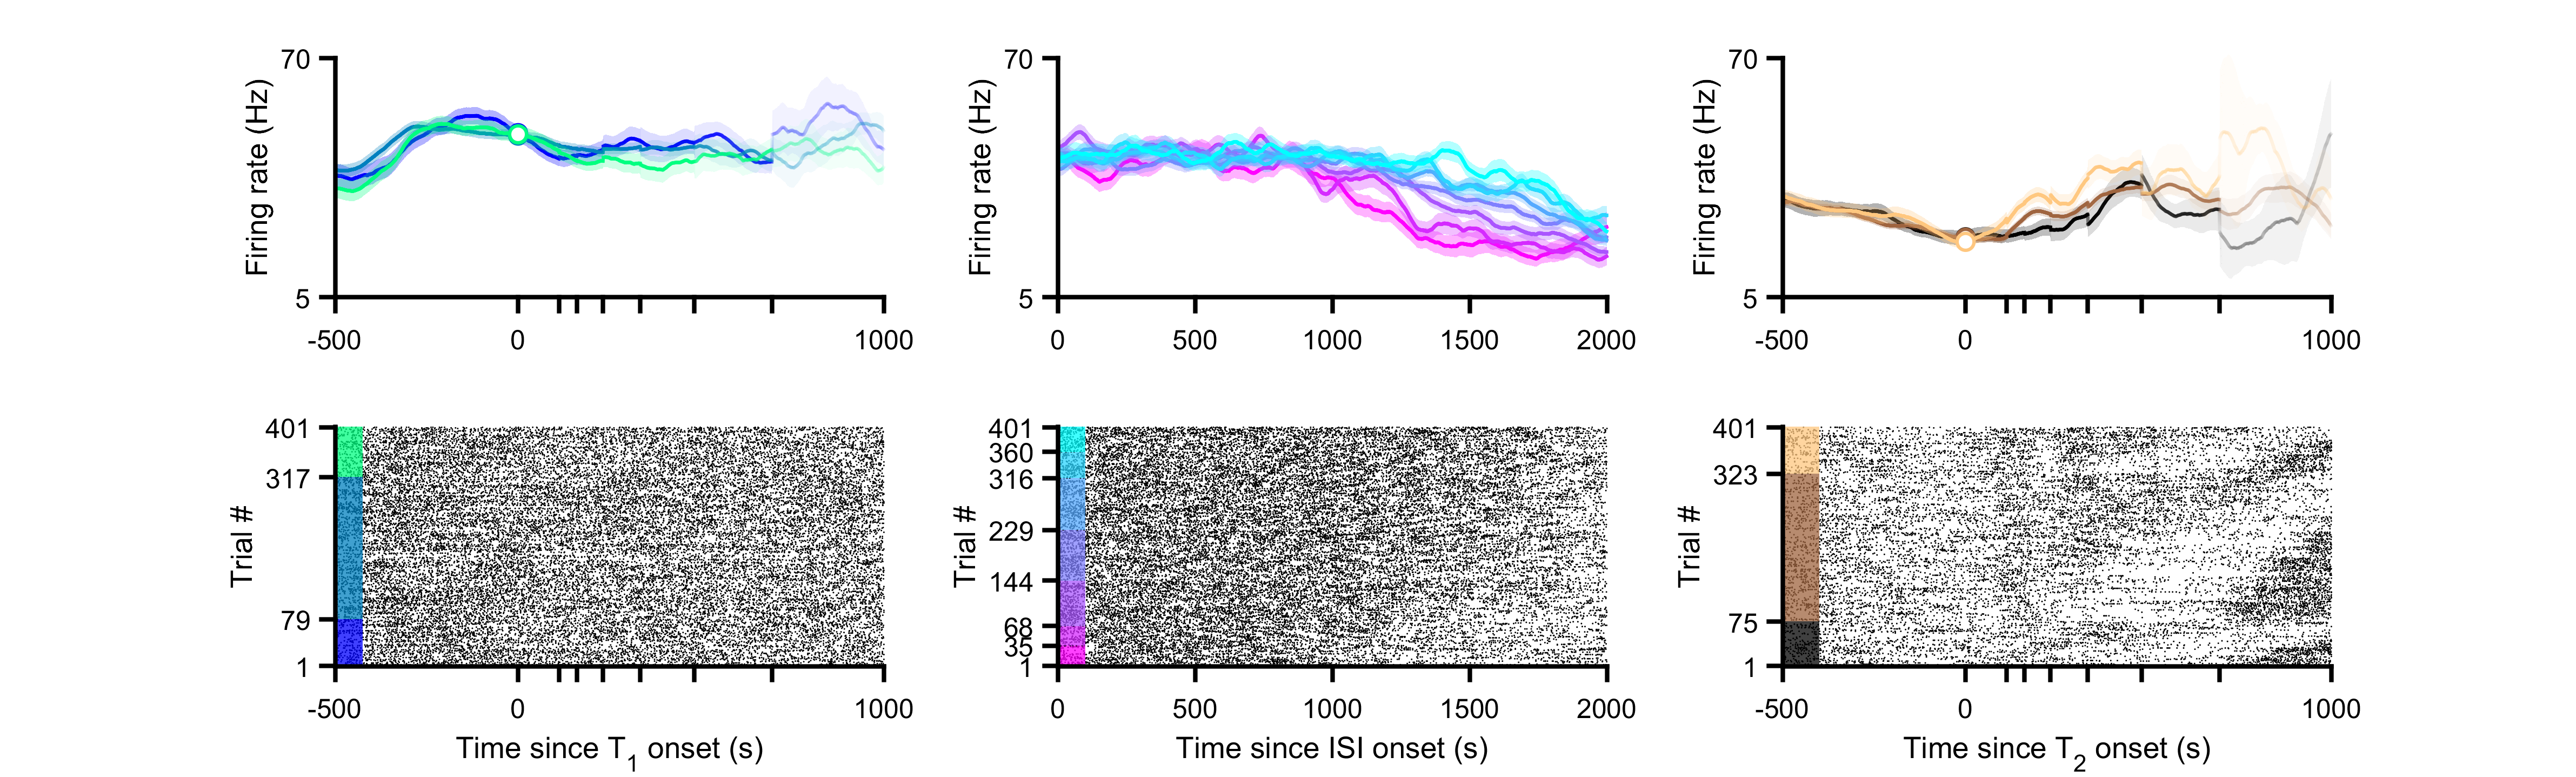 70
Firing rate (Hz)
5
-500 0 1000
70
Firing rate (Hz)
5
0 500 1000 1500 2000
70
Firing rate (Hz)
5
-500 0 1000
401
317
Trial #
79
1
-500 0 1000
Time since T1 onset (s)
401
360
316
229
Trial #
144
68
35
1
0 500 1000 1500 2000
Time since ISI onset (s)
401
323
Trial #
75
1
-500 0 1000
Time since T2 onset (s)